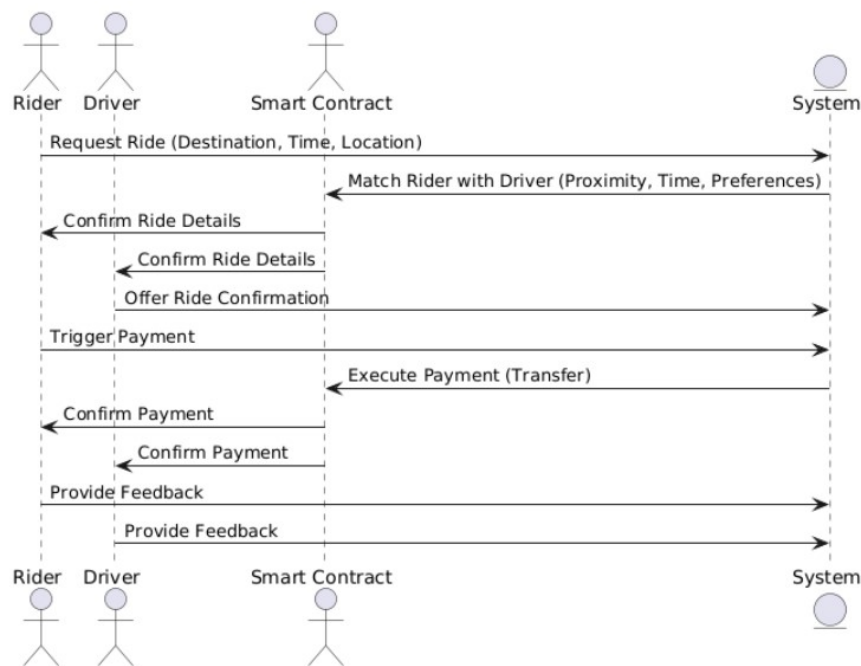 Rider Driver Smart Contract System
Request Ride (Destination, Time, Location)
Match Rider with Driver (Proximity, Time, Preferences)
Confirm Ride Details
Confirm Ride Details
Offer Ride Confirmation
Trigger Payment
Execute Payment (Transfer)
Confirm Payment
Confirm Payment
Provide Feedback
Provide Feedback
Rider Driver Smart Contract System